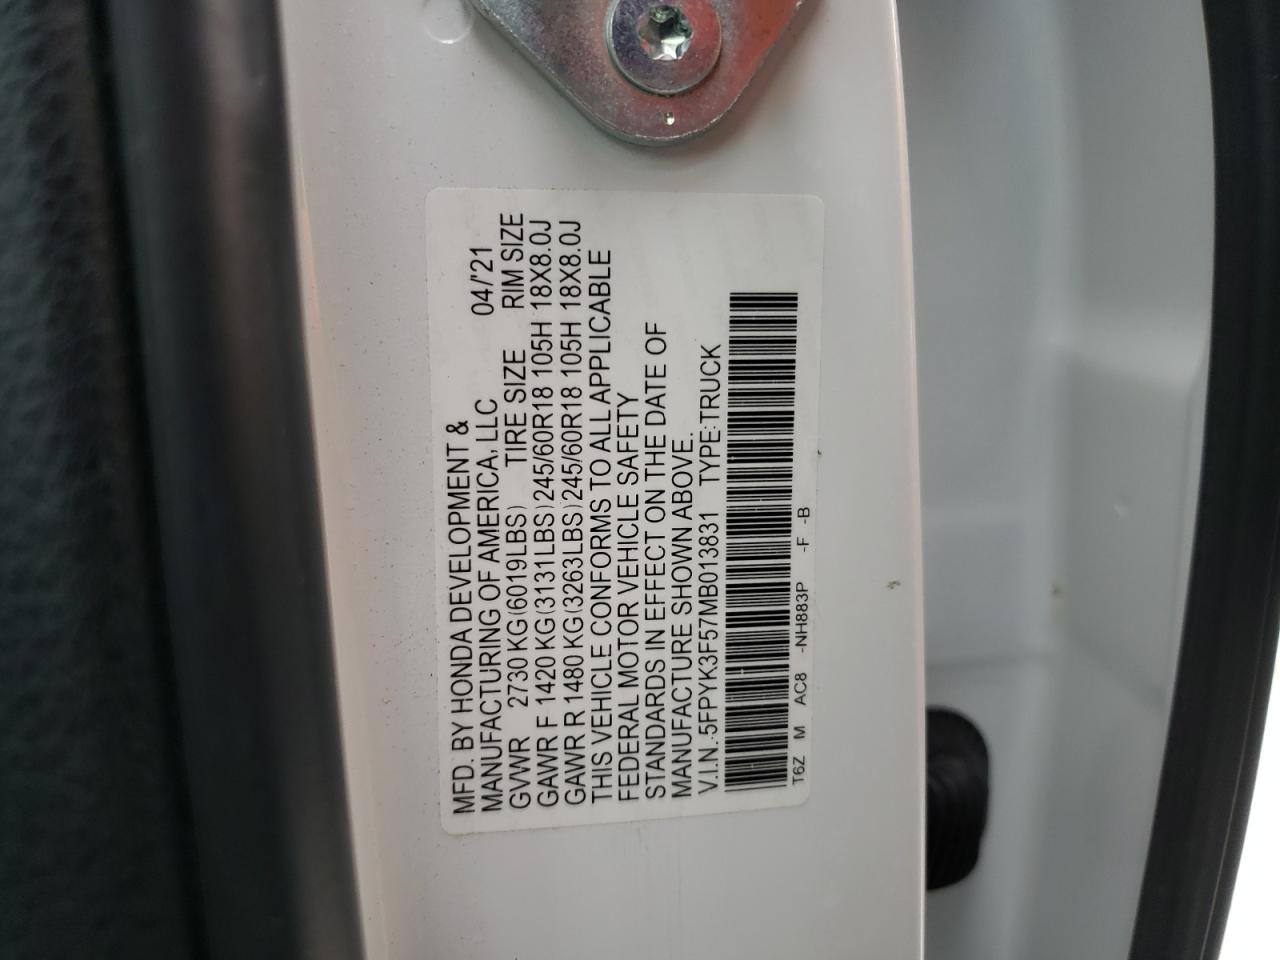 MFD. BY HONDA DEVELOPMENT &
MANUFACTURING OF AMERICA, LLC 04/'21
GVWR 2730 KG(6019LBS) TIRE SIZE RIM SIZE
GAWR F 1420 KG(3131LBS) 245/60R18 105H 18X8.0J
GAWR R 1480 KG(3263LBS) 245/60R18 105H 18X8.0J
THIS VEHICLE CONFORMS TO ALL APPLICABLE
FEDERAL MOTOR VEHICLE SAFETY
STANDARDS IN EFFECT ON THE DATE OF
MANUFACTURE SHOWN ABOVE.
V.I.N.:5FPYK3F57MB013831 TYPE:TRUCK
T6Z M AC8 -NH883P -F -B